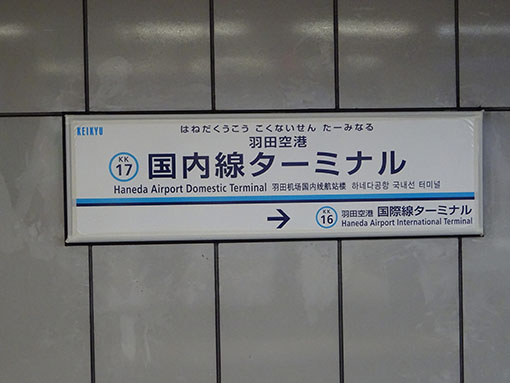 KEIKYU
はねだくうこう こくないせん たーみなる
羽田空港
KK 17 国内線ターミナル
Haneda Airport Domestic Terminal 羽田机场国内线航站楼 하네다공항 국내선 터미널
→ KK 16 羽田空港 国際線ターミナル
Haneda Airport International Terminal